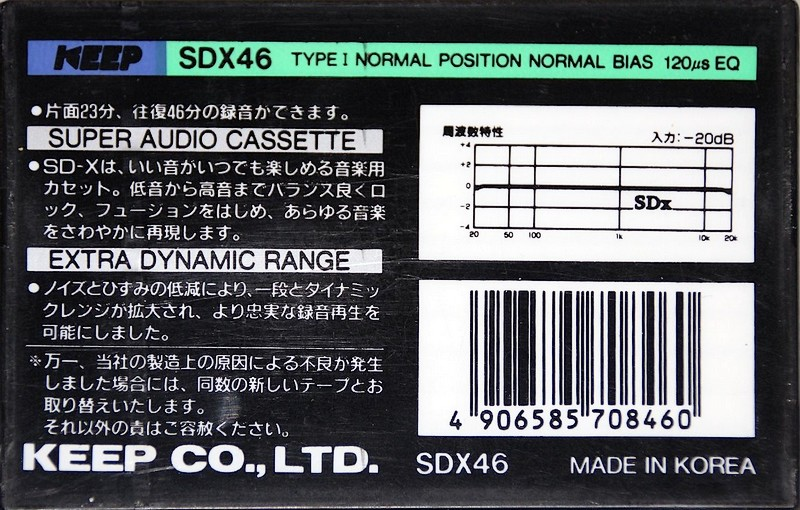 KEEP SDX46 TYPE I NORMAL POSITION NORMAL BIAS 120μs EQ
●片面23分、往復46分の録音ができます。
SUPER AUDIO CASSETTE
●SD-Xは、いい音がいつでも楽しめる音楽用
カセット。低音から高音までバランス良くロ
ック、フュージョンをはじめ、あらゆる音楽
をさわやかに再現します。
EXTRA DYNAMIC RANGE
●ノイズとひずみの低減により、一段とダイナミッ
クレンジが拡大され、より忠実な録音再生を
可能にしました。
※万一、当社の製造上の原因による不良が発生
しました場合には、同数の新しいテープとお
取り替えいたします。
それ以外の責はご容赦ください。
KEEP CO., LTD.
周波数特性
入力:-20dB
+4
+2
0
-2
-4
SDx
20 50 100 1k 10k 20k
4 906585 708460
SDX46 MADE IN KOREA